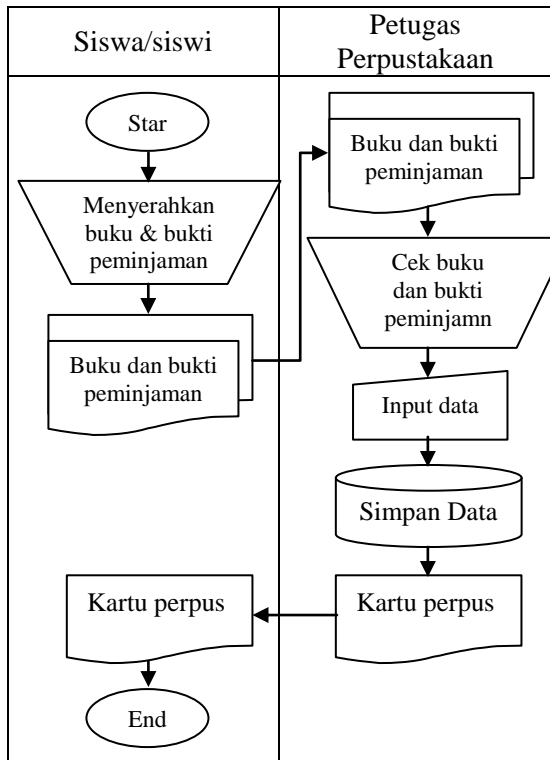 Siswa/siswi
Petugas
Perpustakaan
Star
Menyerahkan
buku & bukti
peminjaman
Buku dan bukti
peminjaman
Buku dan bukti
peminjaman
Cek buku
dan bukti
peminjamn
Input data
Simpan Data
Kartu perpus
Kartu perpus
End